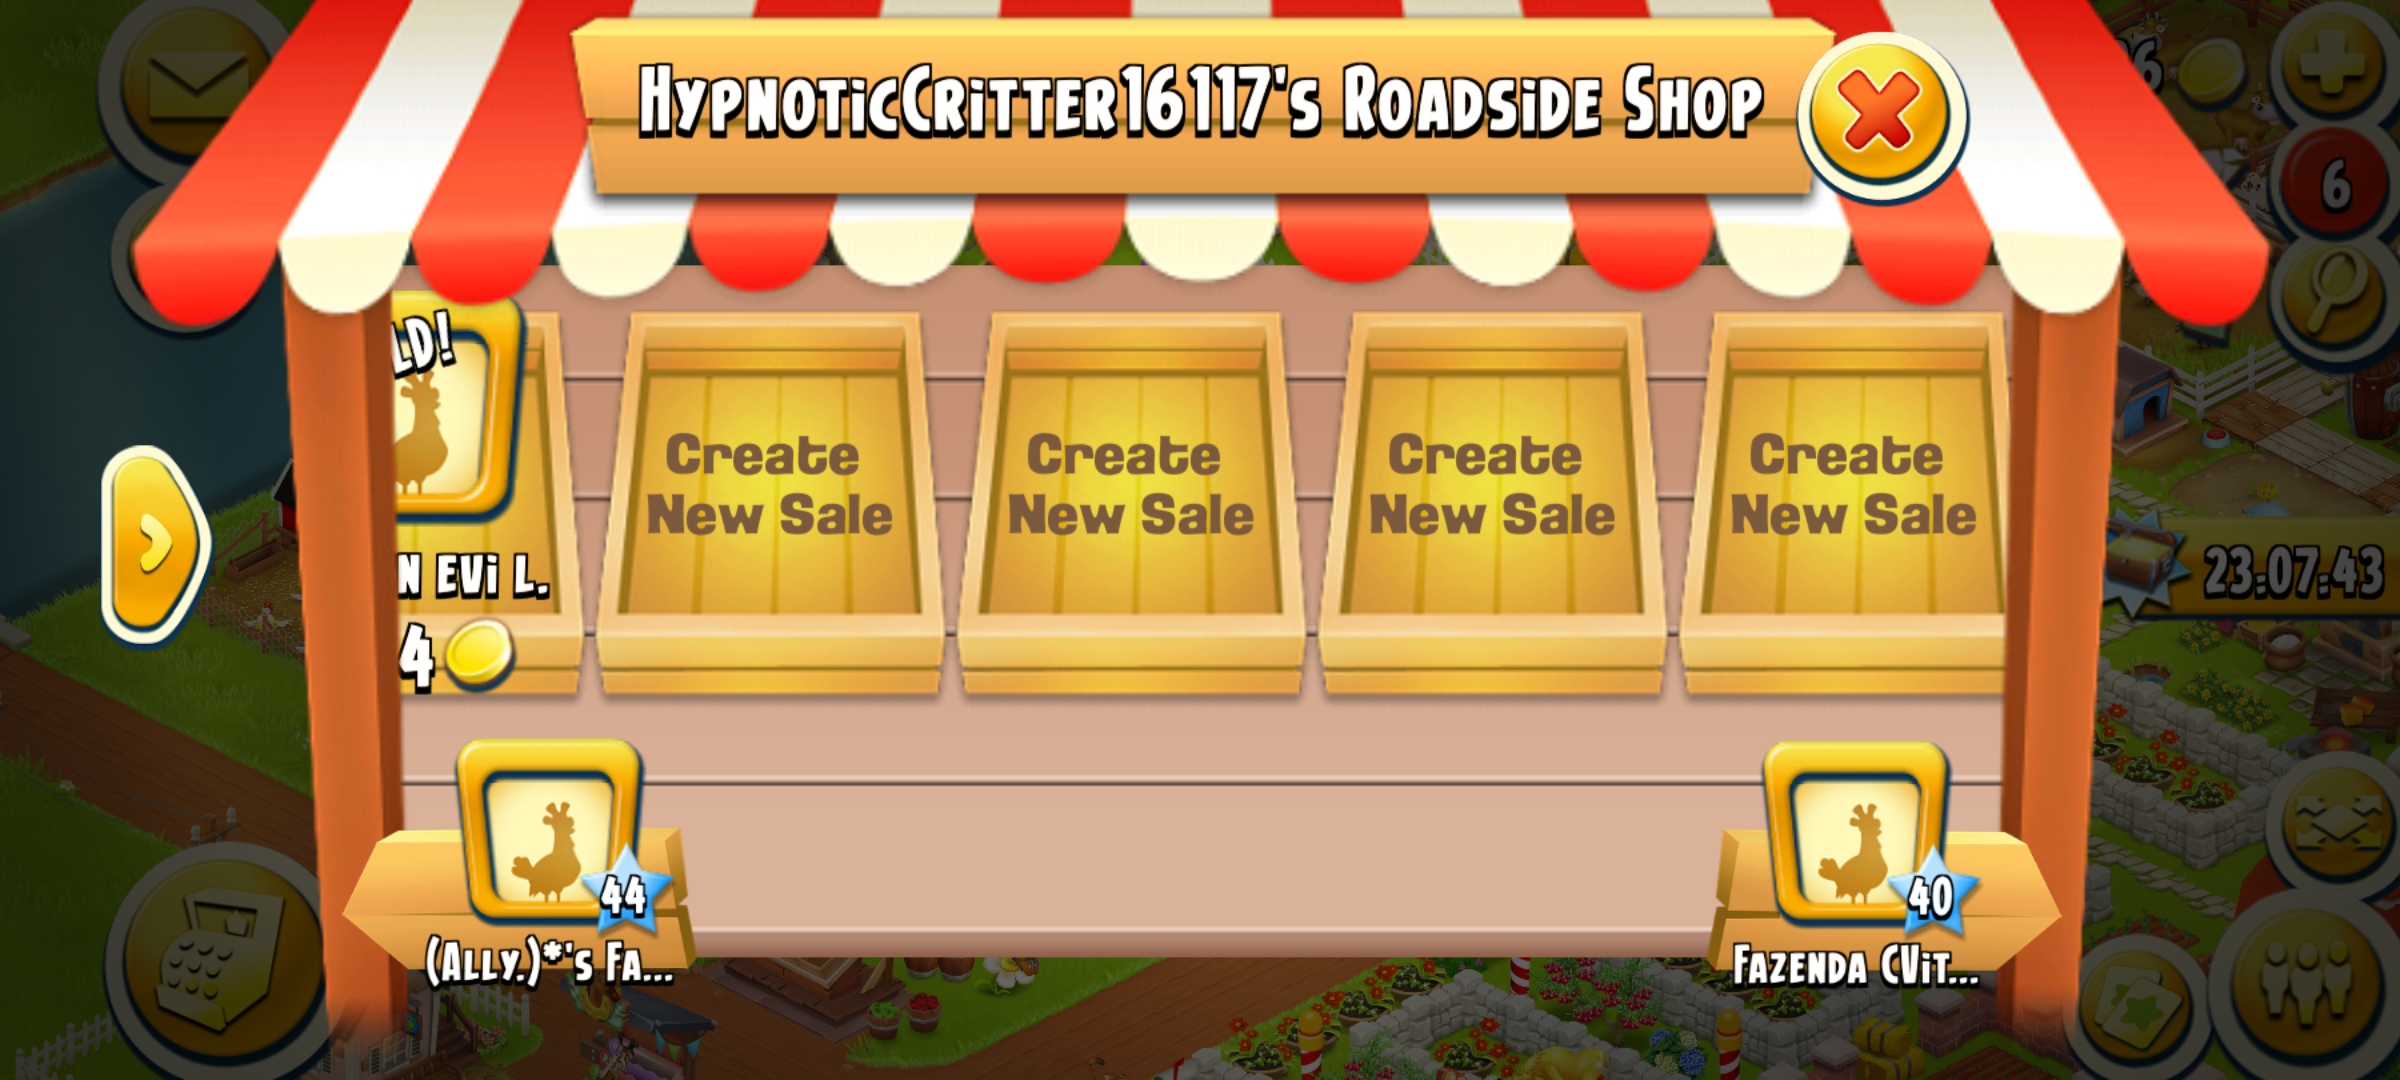 HypnoticCritter16117's Roadside Shop
6
6
LD!
Create
New Sale
Create
New Sale
Create
New Sale
Create
New Sale
N EVi L.
4
23:07:43
44
(Ally.)*'s Fa...
40
Fazenda CVit...